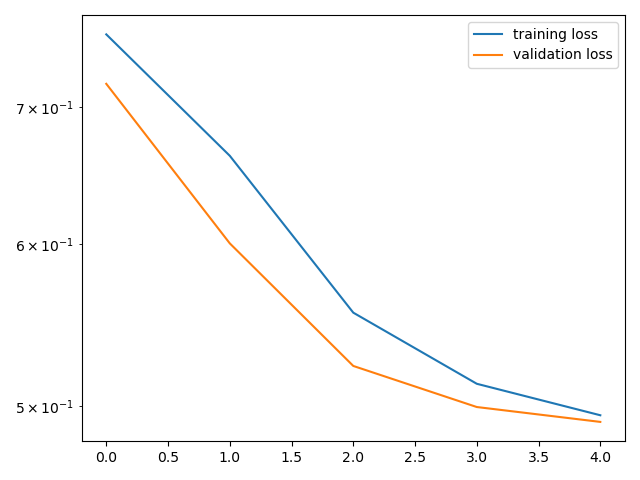 training loss
validation loss
7 × 10⁻¹
6 × 10⁻¹
5 × 10⁻¹
0.0 0.5 1.0 1.5 2.0 2.5 3.0 3.5 4.0